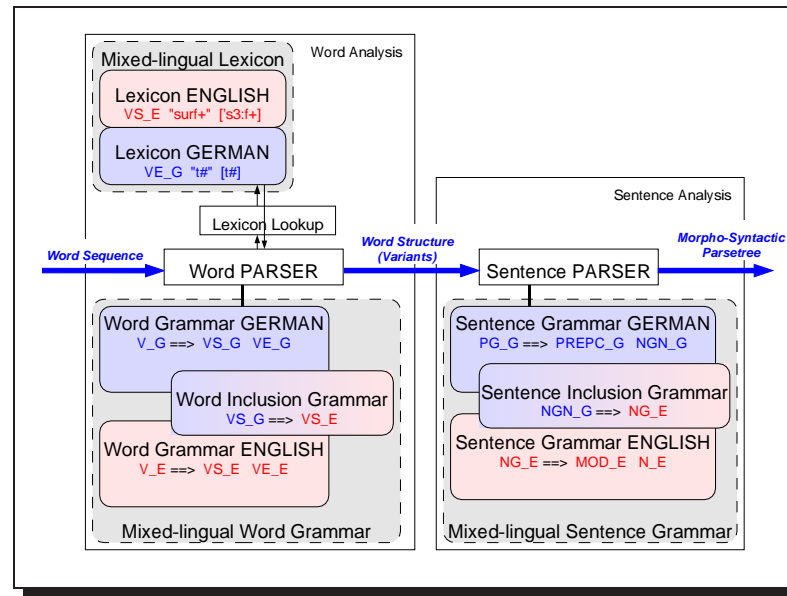 Word Analysis
Mixed-lingual Lexicon
Lexicon ENGLISH
VS_E "surf+" ['s3:f+]
Lexicon GERMAN
VE_G "t#" [t#]
Lexicon Lookup
Word Sequence
Word PARSER
Word Structure
(Variants)
Word Grammar GERMAN
V_G ==> VS_G VE_G
Word Inclusion Grammar
VS_G ==> VS_E
Word Grammar ENGLISH
V_E ==> VS_E VE_E
Mixed-lingual Word Grammar
Sentence Analysis
Sentence PARSER
Morpho-Syntactic
Parsetree
Sentence Grammar GERMAN
PG_G ==> PREPC_G NGN_G
Sentence Inclusion Grammar
NGN_G ==> NG_E
Sentence Grammar ENGLISH
NG_E ==> MOD_E N_E
Mixed-lingual Sentence Grammar